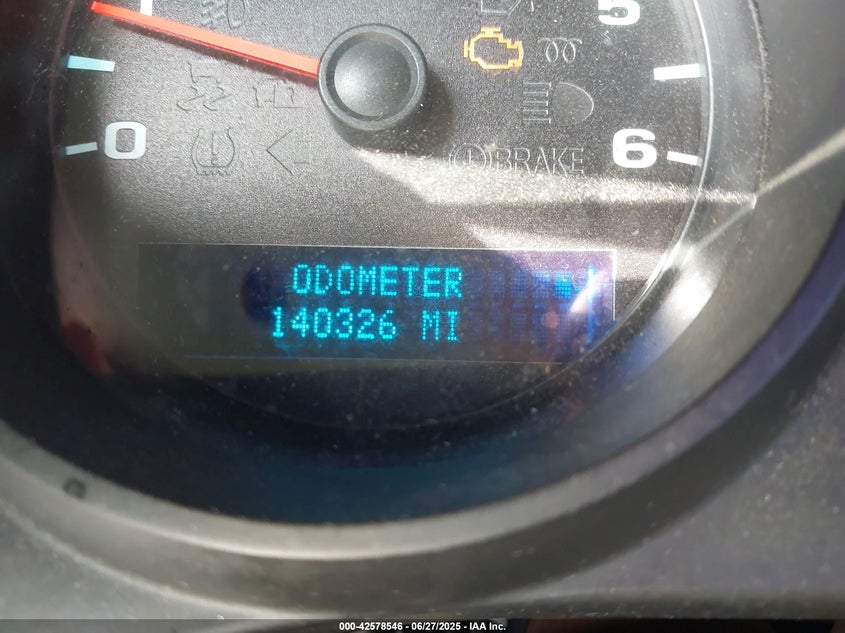 5
0
6
BRAKE
ODOMETER
140326 MI
000-42578546 - 06/27/2025 - IAA Inc.